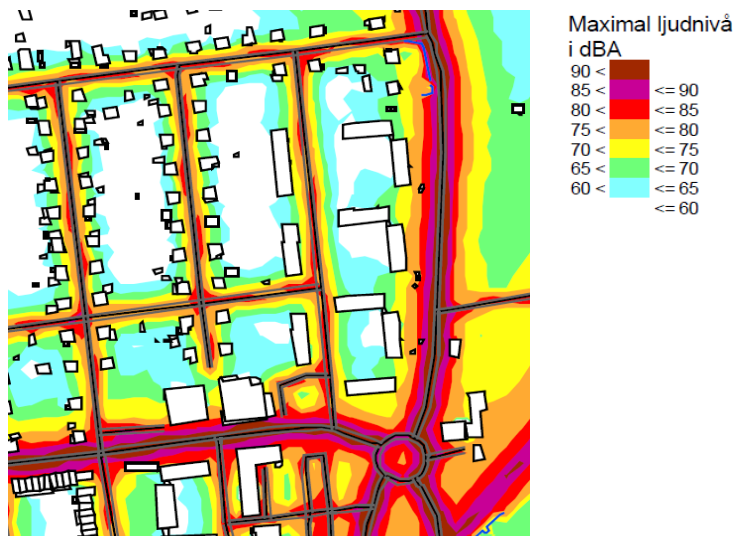 Maximal ljudnivå
i dBA
90 <
85 < <= 90
80 < <= 85
75 < <= 80
70 < <= 75
65 < <= 70
60 < <= 65
<= 60